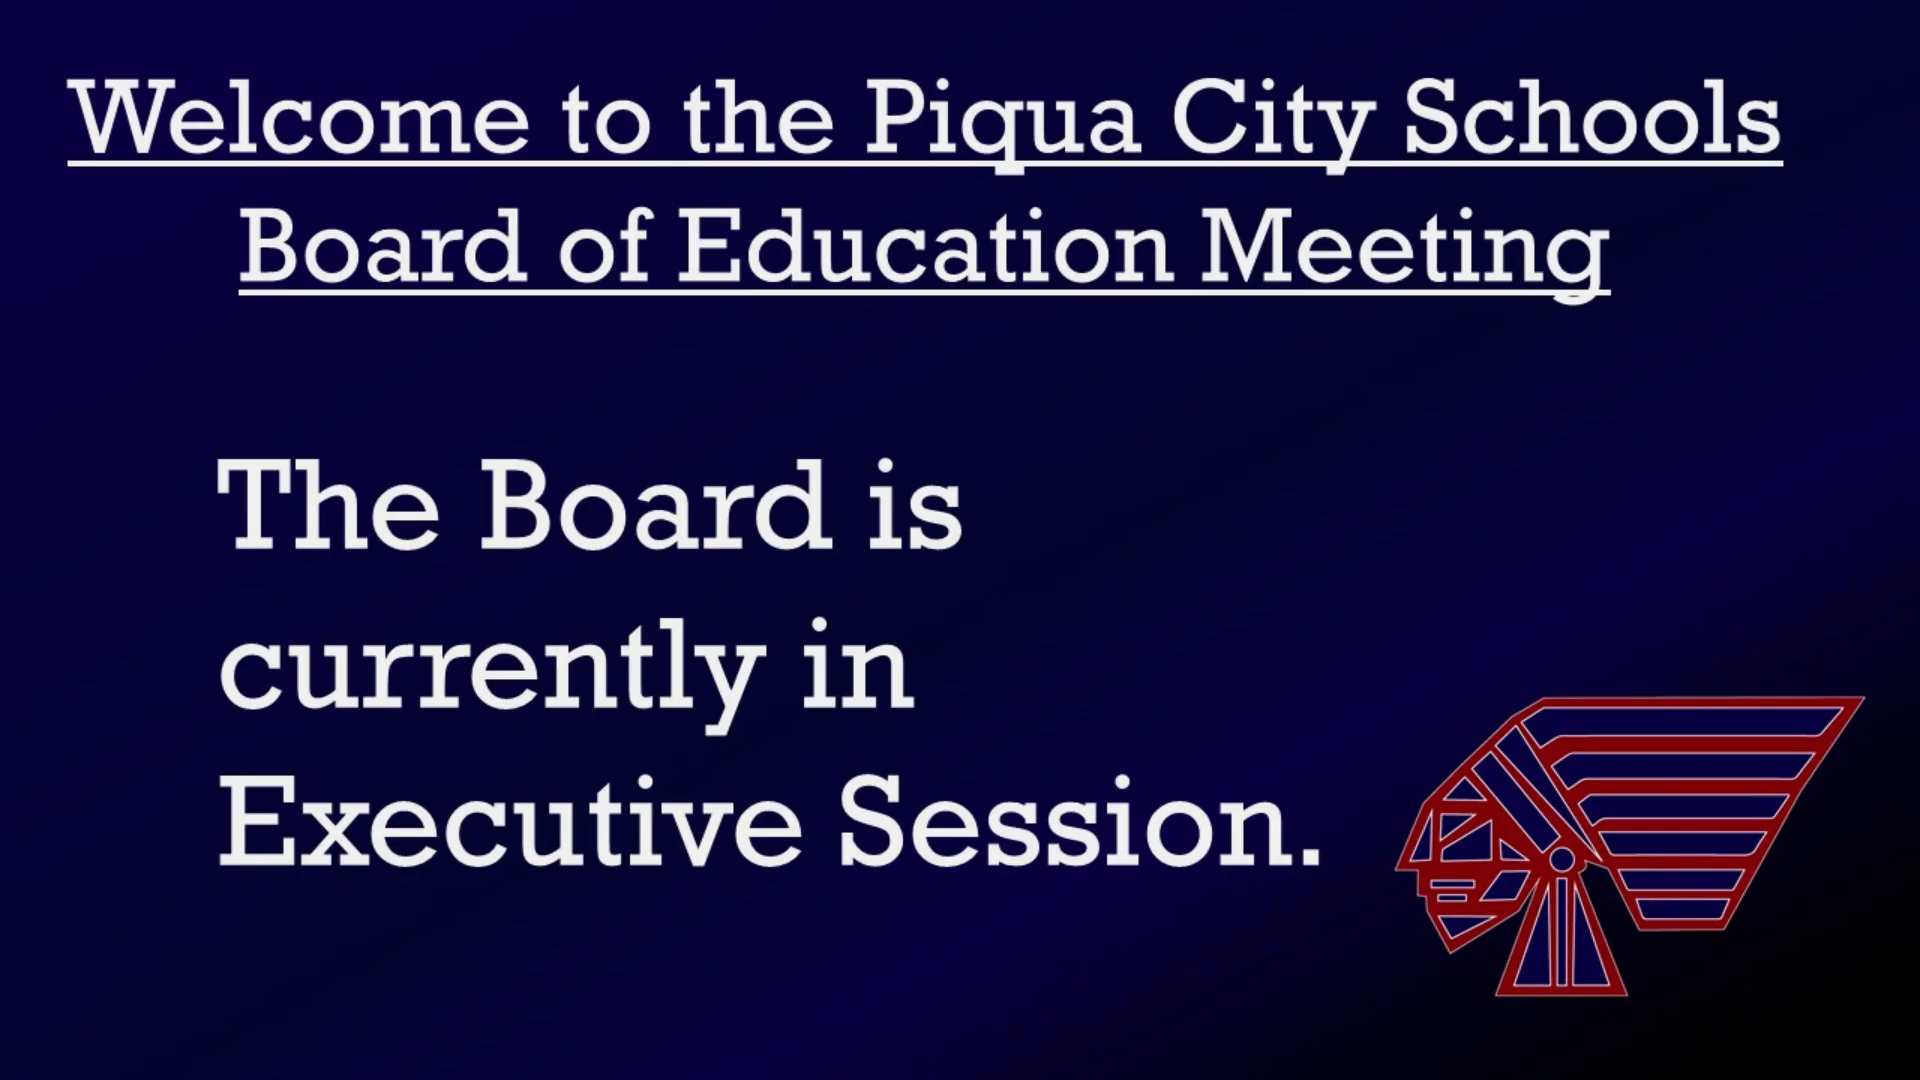 Welcome to the Piqua City Schools
Board of Education Meeting
The Board is
currently in
Executive Session.